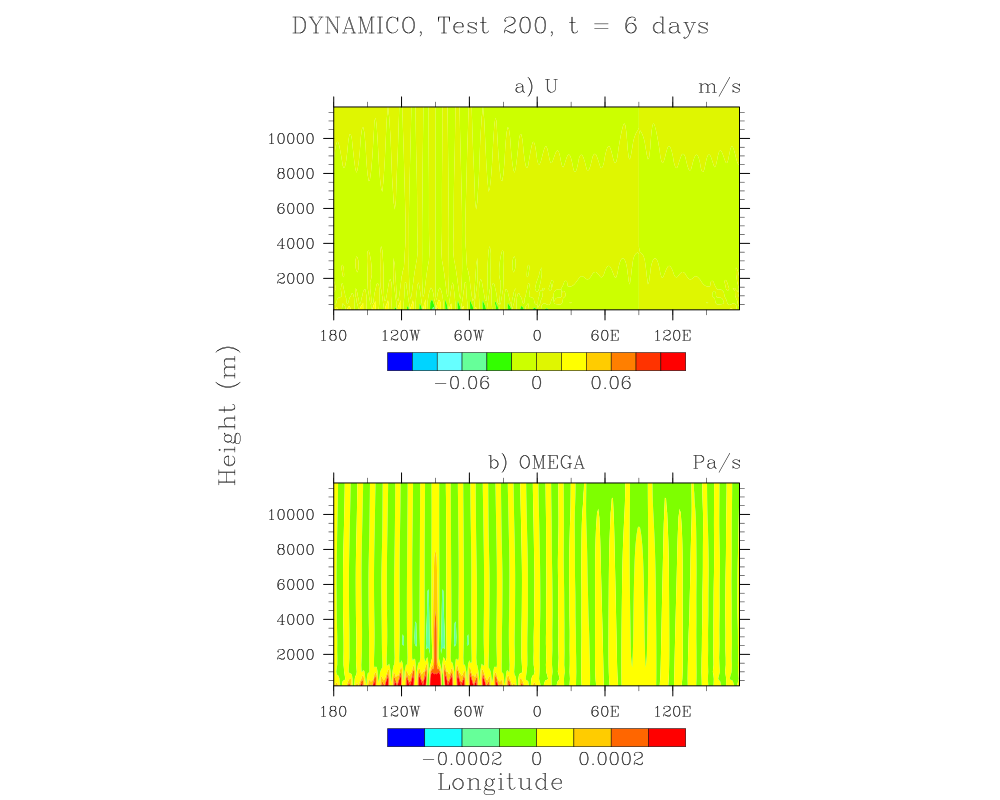 DYNAMICO, Test 200, t = 6 days
a) U m/s
10000
8000
6000
4000
2000
180 120W 60W 0 60E 120E
−0.06 0 0.06
Height (m)
b) OMEGA Pa/s
10000
8000
6000
4000
2000
180 120W 60W 0 60E 120E
−0.0002 0 0.0002
Longitude